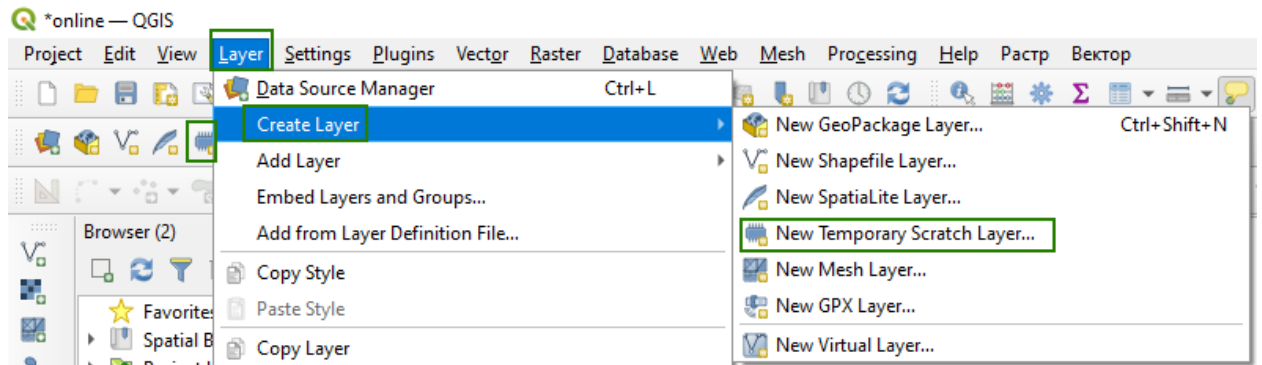 *online — QGIS
Project Edit View Layer Settings Plugins Vector Raster Database Web Mesh Processing Help Растр Вектор
Data Source Manager Ctrl+L
Create Layer
Add Layer
Embed Layers and Groups...
Add from Layer Definition File...
Copy Style
Paste Style
Copy Layer
New GeoPackage Layer... Ctrl+Shift+N
New Shapefile Layer...
New SpatiaLite Layer...
New Temporary Scratch Layer...
New Mesh Layer...
New GPX Layer...
New Virtual Layer...
Browser (2)
Favorites
Spatial B